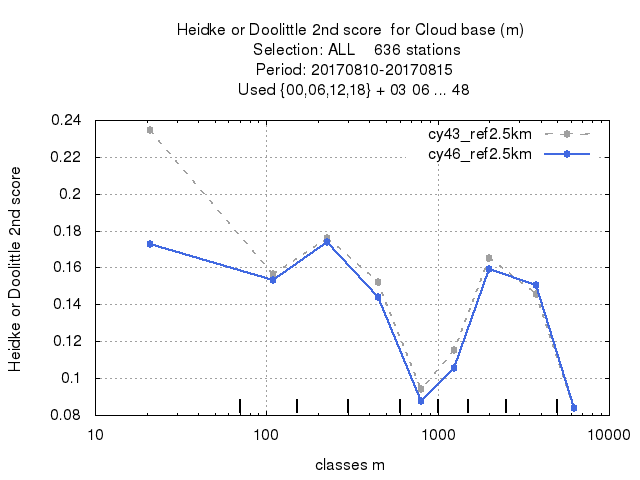 Heidke or Doolittle 2nd score  for Cloud base (m)
Selection: ALL    636 stations
Period: 20170810-20170815
Used {00,06,12,18} + 03 06 ... 48
cy43_ref2.5km
cy46_ref2.5km
Heidke or Doolittle 2nd score
0.24
0.22
0.2
0.18
0.16
0.14
0.12
0.1
0.08
10 100 1000 10000
classes m